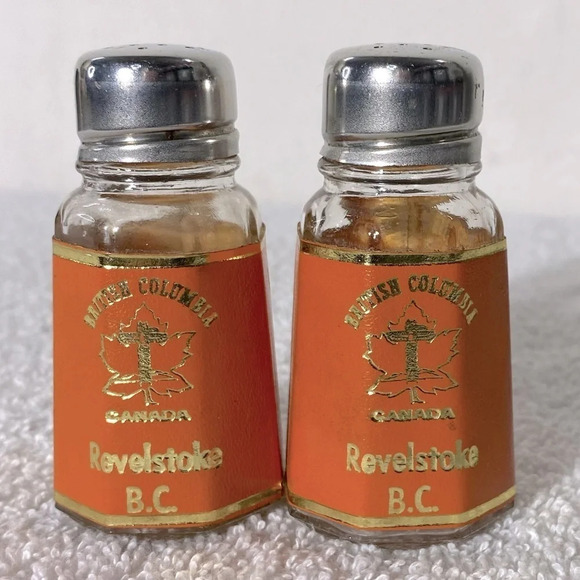 BRITISH COLUMBIA
CANADA
Revelstoke
B.C.
BRITISH COLUMBIA
CANADA
Revelstoke
B.C.